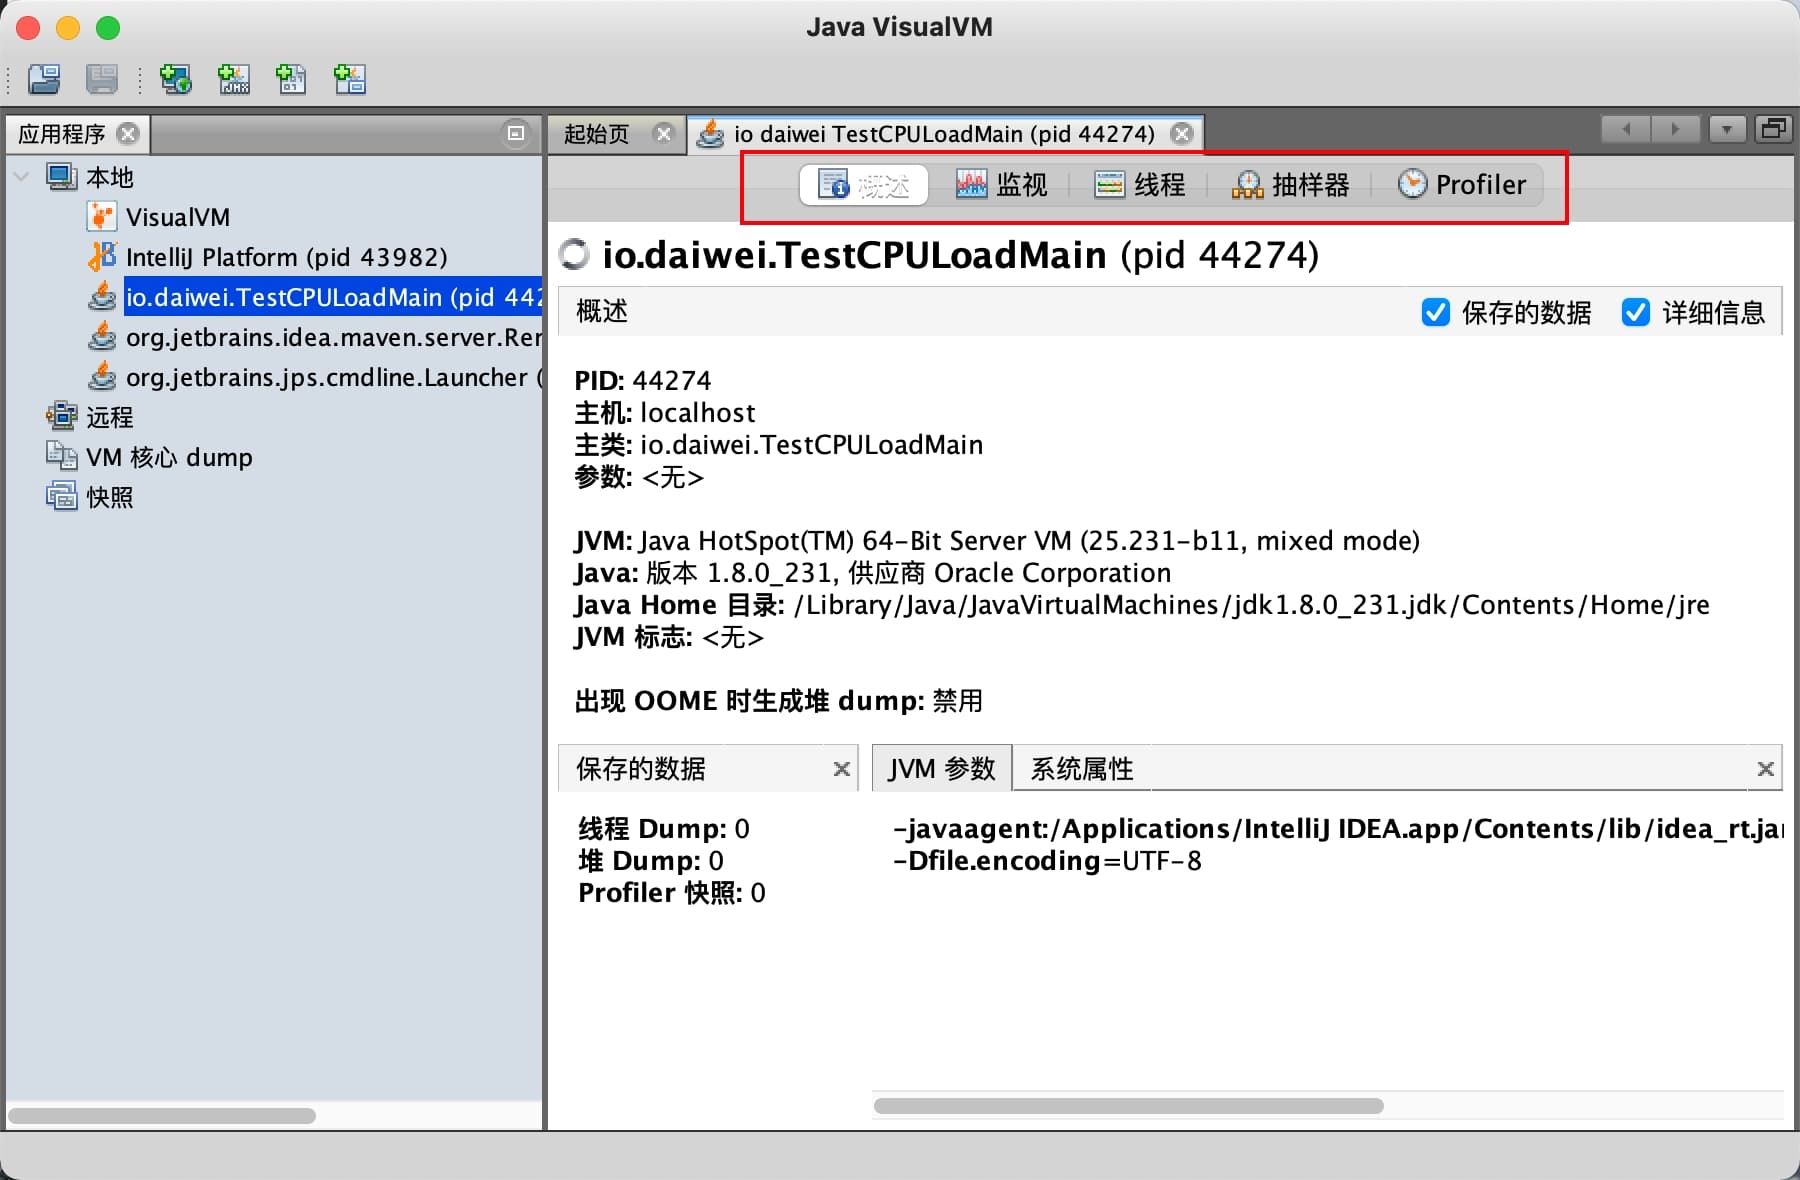 Java VisualVM
JMX
应用程序
起始页
io daiwei TestCPULoadMain (pid 44274)
本地
VisualVM
IntelliJ Platform (pid 43982)
io.daiwei.TestCPULoadMain (pid 442
org.jetbrains.idea.maven.server.Rer
org.jetbrains.jps.cmdline.Launcher (
远程
VM 核心 dump
快照
概述
监视
线程
抽样器
Profiler
io.daiwei.TestCPULoadMain (pid 44274)
概述
保存的数据
详细信息
PID: 44274
主机: localhost
主类: io.daiwei.TestCPULoadMain
参数: <无>
JVM: Java HotSpot(TM) 64-Bit Server VM (25.231-b11, mixed mode)
Java: 版本 1.8.0_231, 供应商 Oracle Corporation
Java Home 目录: /Library/Java/JavaVirtualMachines/jdk1.8.0_231.jdk/Contents/Home/jre
JVM 标志: <无>
出现 OOME 时生成堆 dump: 禁用
保存的数据
线程 Dump: 0
堆 Dump: 0
Profiler 快照: 0
JVM 参数
系统属性
-javaagent:/Applications/IntelliJ IDEA.app/Contents/lib/idea_rt.jar
-Dfile.encoding=UTF-8